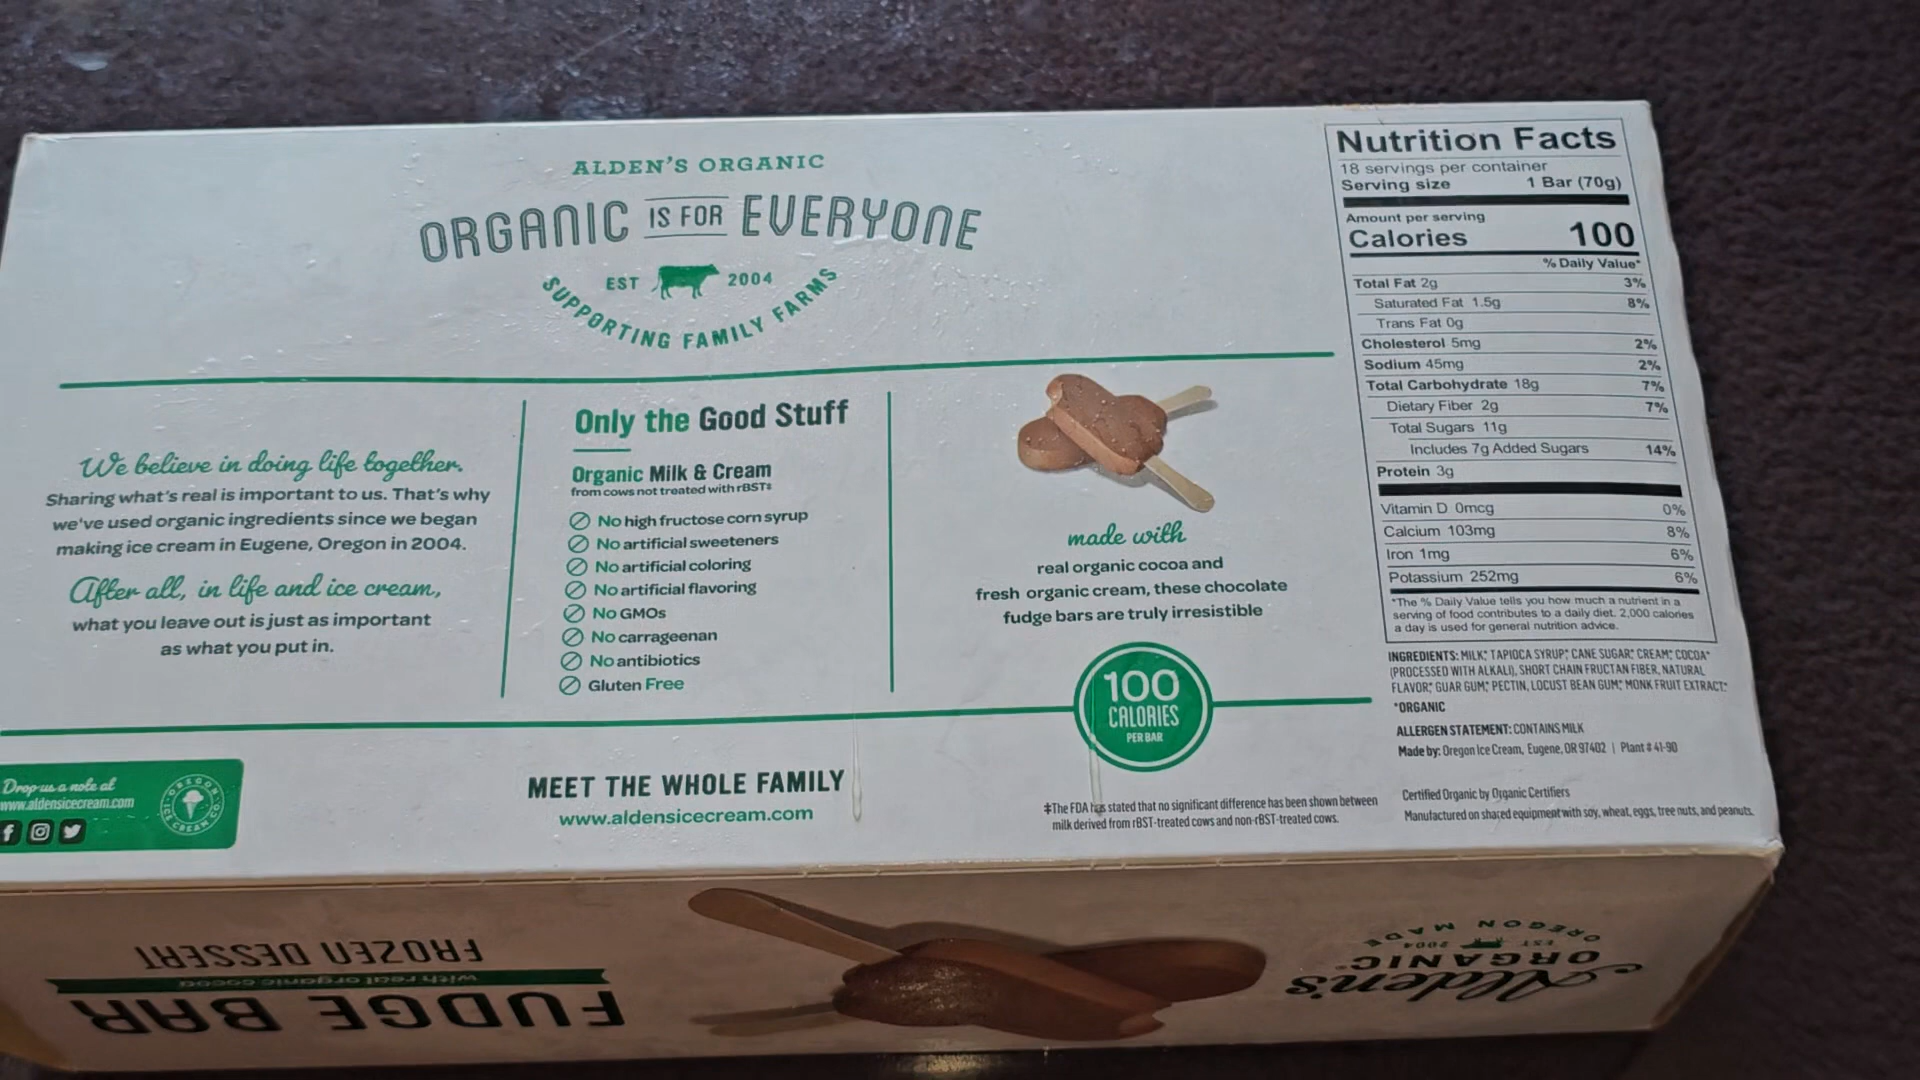 ALDEN'S ORGANIC
ORGANIC IS FOR EVERYONE
EST 2004
SUPPORTING FAMILY FARMS
We believe in doing life together.
Sharing what's real is important to us. That's why
we've used organic ingredients since we began
making ice cream in Eugene, Oregon in 2004.
After all, in life and ice cream,
what you leave out is just as important
as what you put in.
Only the Good Stuff
Organic Milk & Cream
from cows not treated with rBST‡
No high fructose corn syrup
No artificial sweeteners
No artificial coloring
No artificial flavoring
No GMOs
No carrageenan
No antibiotics
Gluten Free
made with
real organic cocoa and
fresh organic cream, these chocolate
fudge bars are truly irresistible
100
CALORIES
PER BAR
Drop us a note at
www.aldensicecream.com
OREGON ICE CREAM CO
MEET THE WHOLE FAMILY
www.aldensicecream.com
‡The FDA has stated that no significant difference has been shown between
milk derived from rBST-treated cows and non-rBST-treated cows.
Nutrition Facts
18 servings per container
Serving size 1 Bar (70g)
Amount per serving
Calories 100
% Daily Value*
Total Fat 2g 3%
Saturated Fat 1.5g 8%
Trans Fat 0g
Cholesterol 5mg 2%
Sodium 45mg 2%
Total Carbohydrate 18g 7%
Dietary Fiber 2g 7%
Total Sugars 11g
Includes 7g Added Sugars 14%
Protein 3g
Vitamin D 0mcg 0%
Calcium 103mg 8%
Iron 1mg 6%
Potassium 252mg 6%
*The % Daily Value tells you how much a nutrient in a
serving of food contributes to a daily diet. 2,000 calories
a day is used for general nutrition advice.
INGREDIENTS: MILK*, TAPIOCA SYRUP*, CANE SUGAR*, CREAM*, COCOA*
(PROCESSED WITH ALKALI), SHORT CHAIN FRUCTAN FIBER, NATURAL
FLAVOR*, GUAR GUM*, PECTIN, LOCUST BEAN GUM*, MONK FRUIT EXTRACT*
*ORGANIC
ALLERGEN STATEMENT: CONTAINS MILK
Made by: Oregon Ice Cream, Eugene, OR 97402 | Plant # 41-90
Certified Organic by Organic Certifiers
Manufactured on shared equipment with soy, wheat, eggs, tree nuts, and peanuts.
Alden's
ORGANIC
EST 2004
OREGON MADE
FUDGE BAR
with real organic cocoa
FROZEN DESSERT